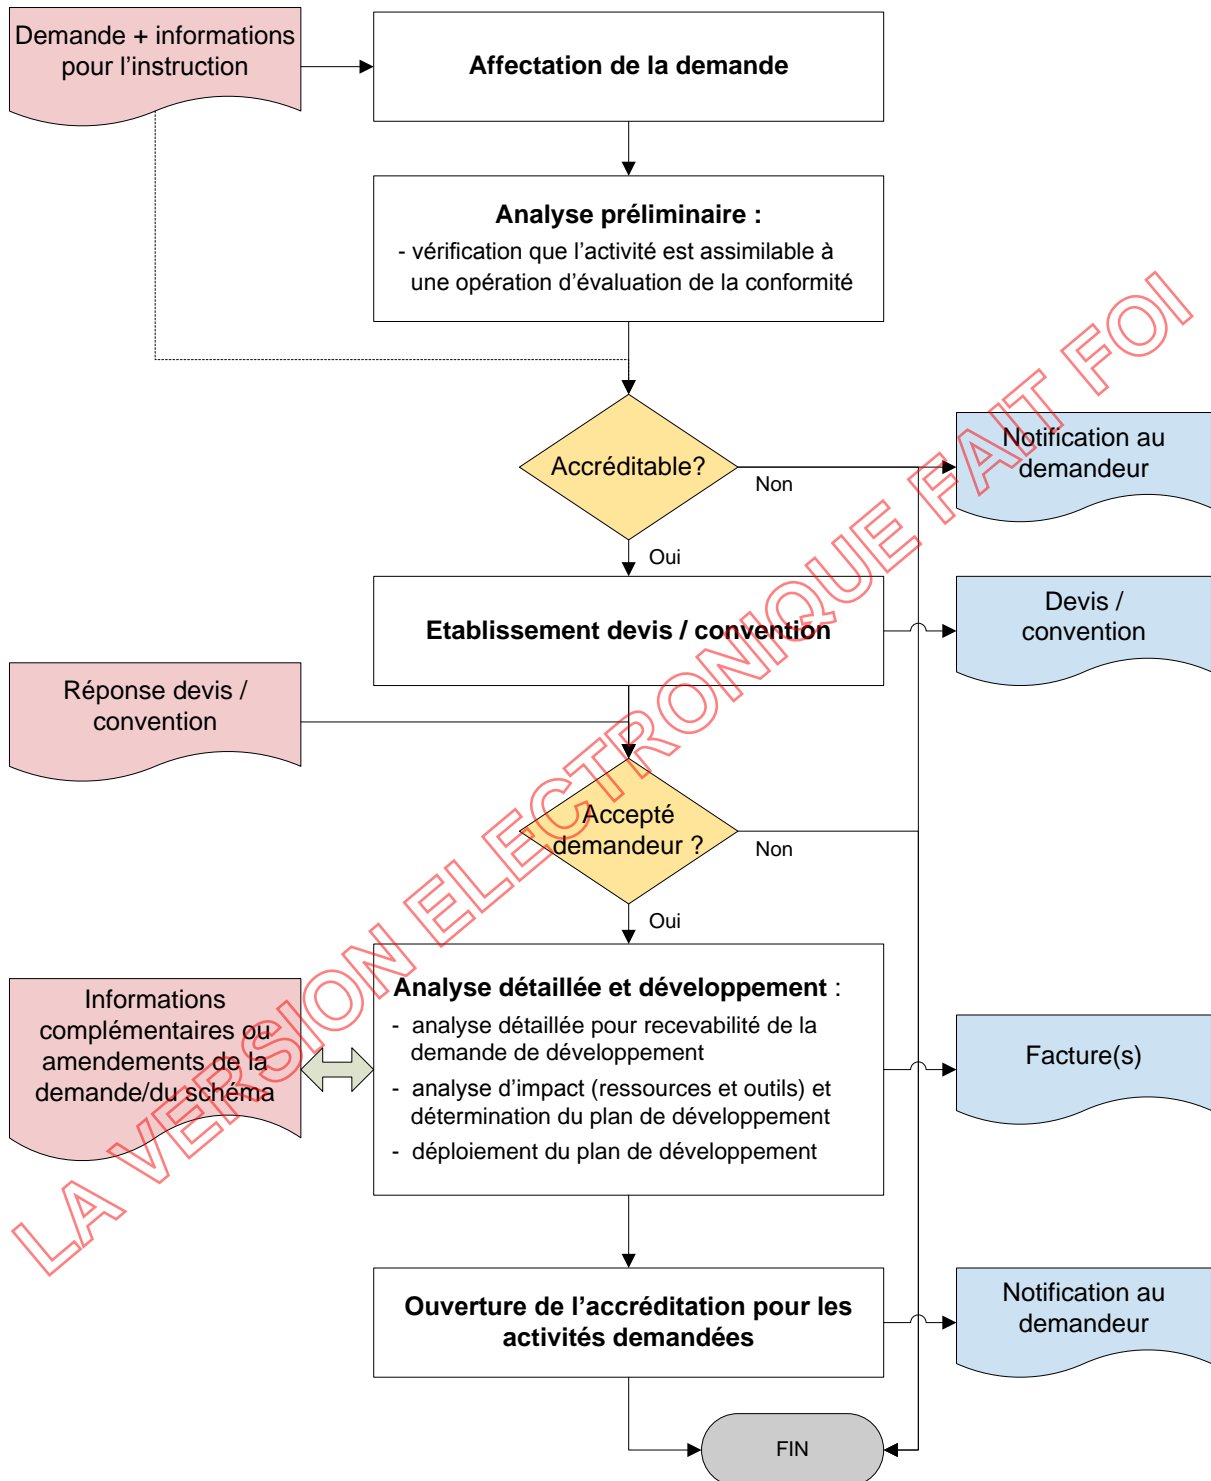 Demande + informations
pour l’instruction
Affectation de la demande
Analyse préliminaire :
- vérification que l’activité est assimilable à
une opération d’évaluation de la conformité
Accréditable?
Non
Notification au
demandeur
Oui
Etablissement devis / convention
Devis /
convention
Réponse devis /
convention
Accepté
demandeur ?
Non
Oui
Analyse détaillée et développement :
- analyse détaillée pour recevabilité de la
demande de développement
- analyse d’impact (ressources et outils) et
détermination du plan de développement
- déploiement du plan de développement
Informations
complémentaires ou
amendements de la
demande/du schéma
Facture(s)
Ouverture de l’accréditation pour les
activités demandées
Notification au
demandeur
FIN
LA VERSION ELECTRONIQUE FAIT FOI